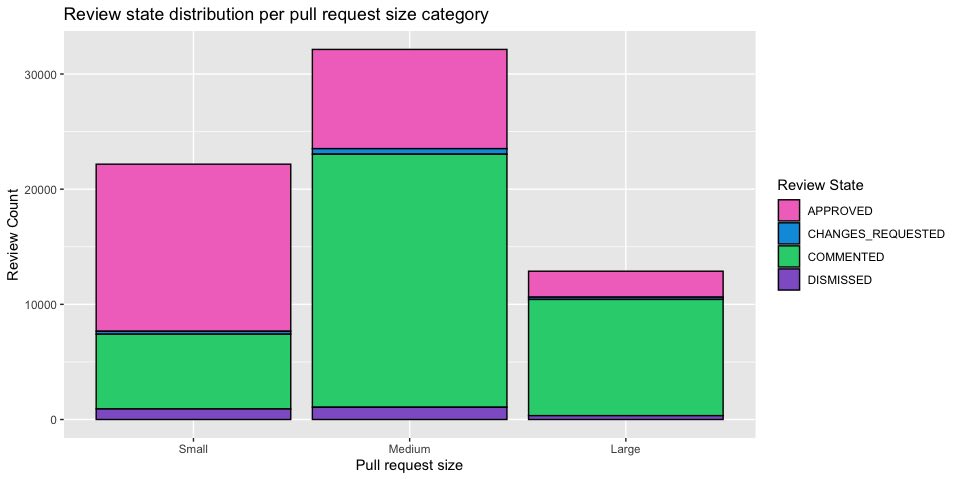 Review state distribution per pull request size category
Review Count
30000
20000
10000
0
Small
Medium
Large
Pull request size
Review State
APPROVED
CHANGES_REQUESTED
COMMENTED
DISMISSED